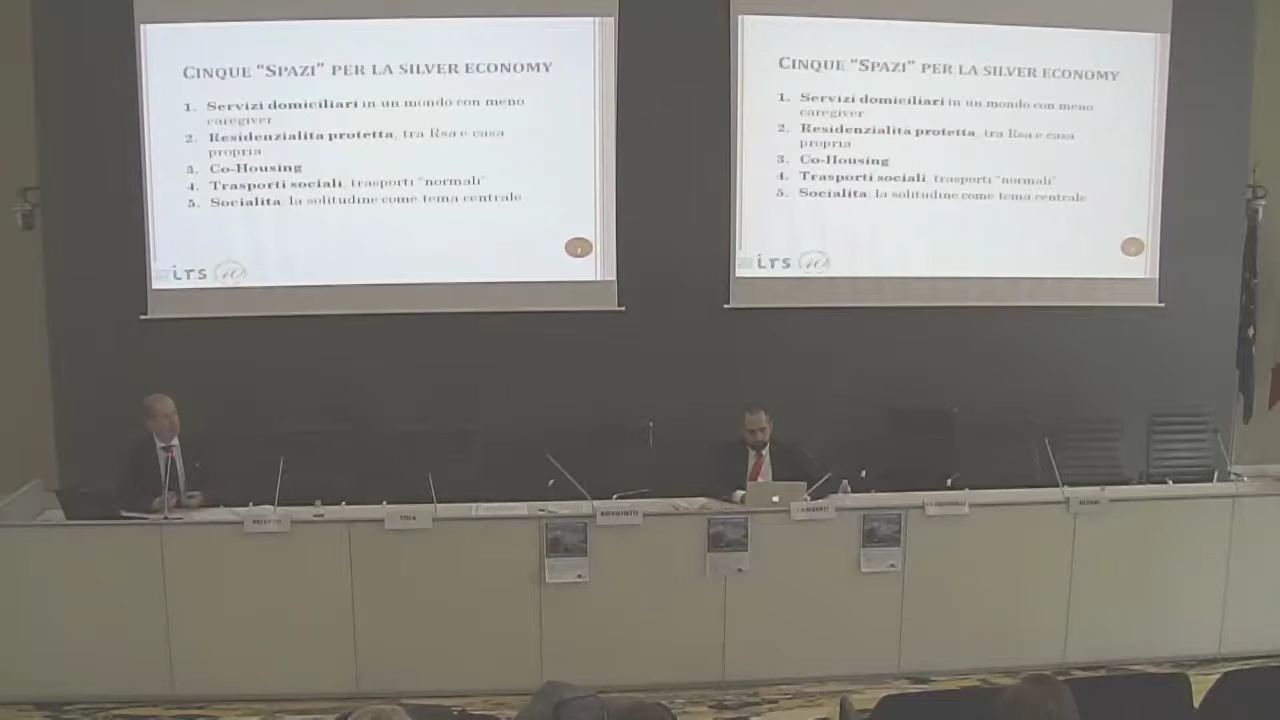 CINQUE "SPAZI" PER LA SILVER ECONOMY
1. Servizi domiciliari in un mondo con meno
caregiver
2. Residenzialità protetta, tra Rsa e casa
propria
3. Co-Housing
4. Trasporti sociali, trasporti "normali"
5. Socialità, la solitudine come tema centrale
iRS
CINQUE "SPAZI" PER LA SILVER ECONOMY
1. Servizi domiciliari in un mondo con meno
caregiver
2. Residenzialità protetta, tra Rsa e casa
propria
3. Co-Housing
4. Trasporti sociali, trasporti "normali"
5. Socialità, la solitudine come tema centrale
iRS